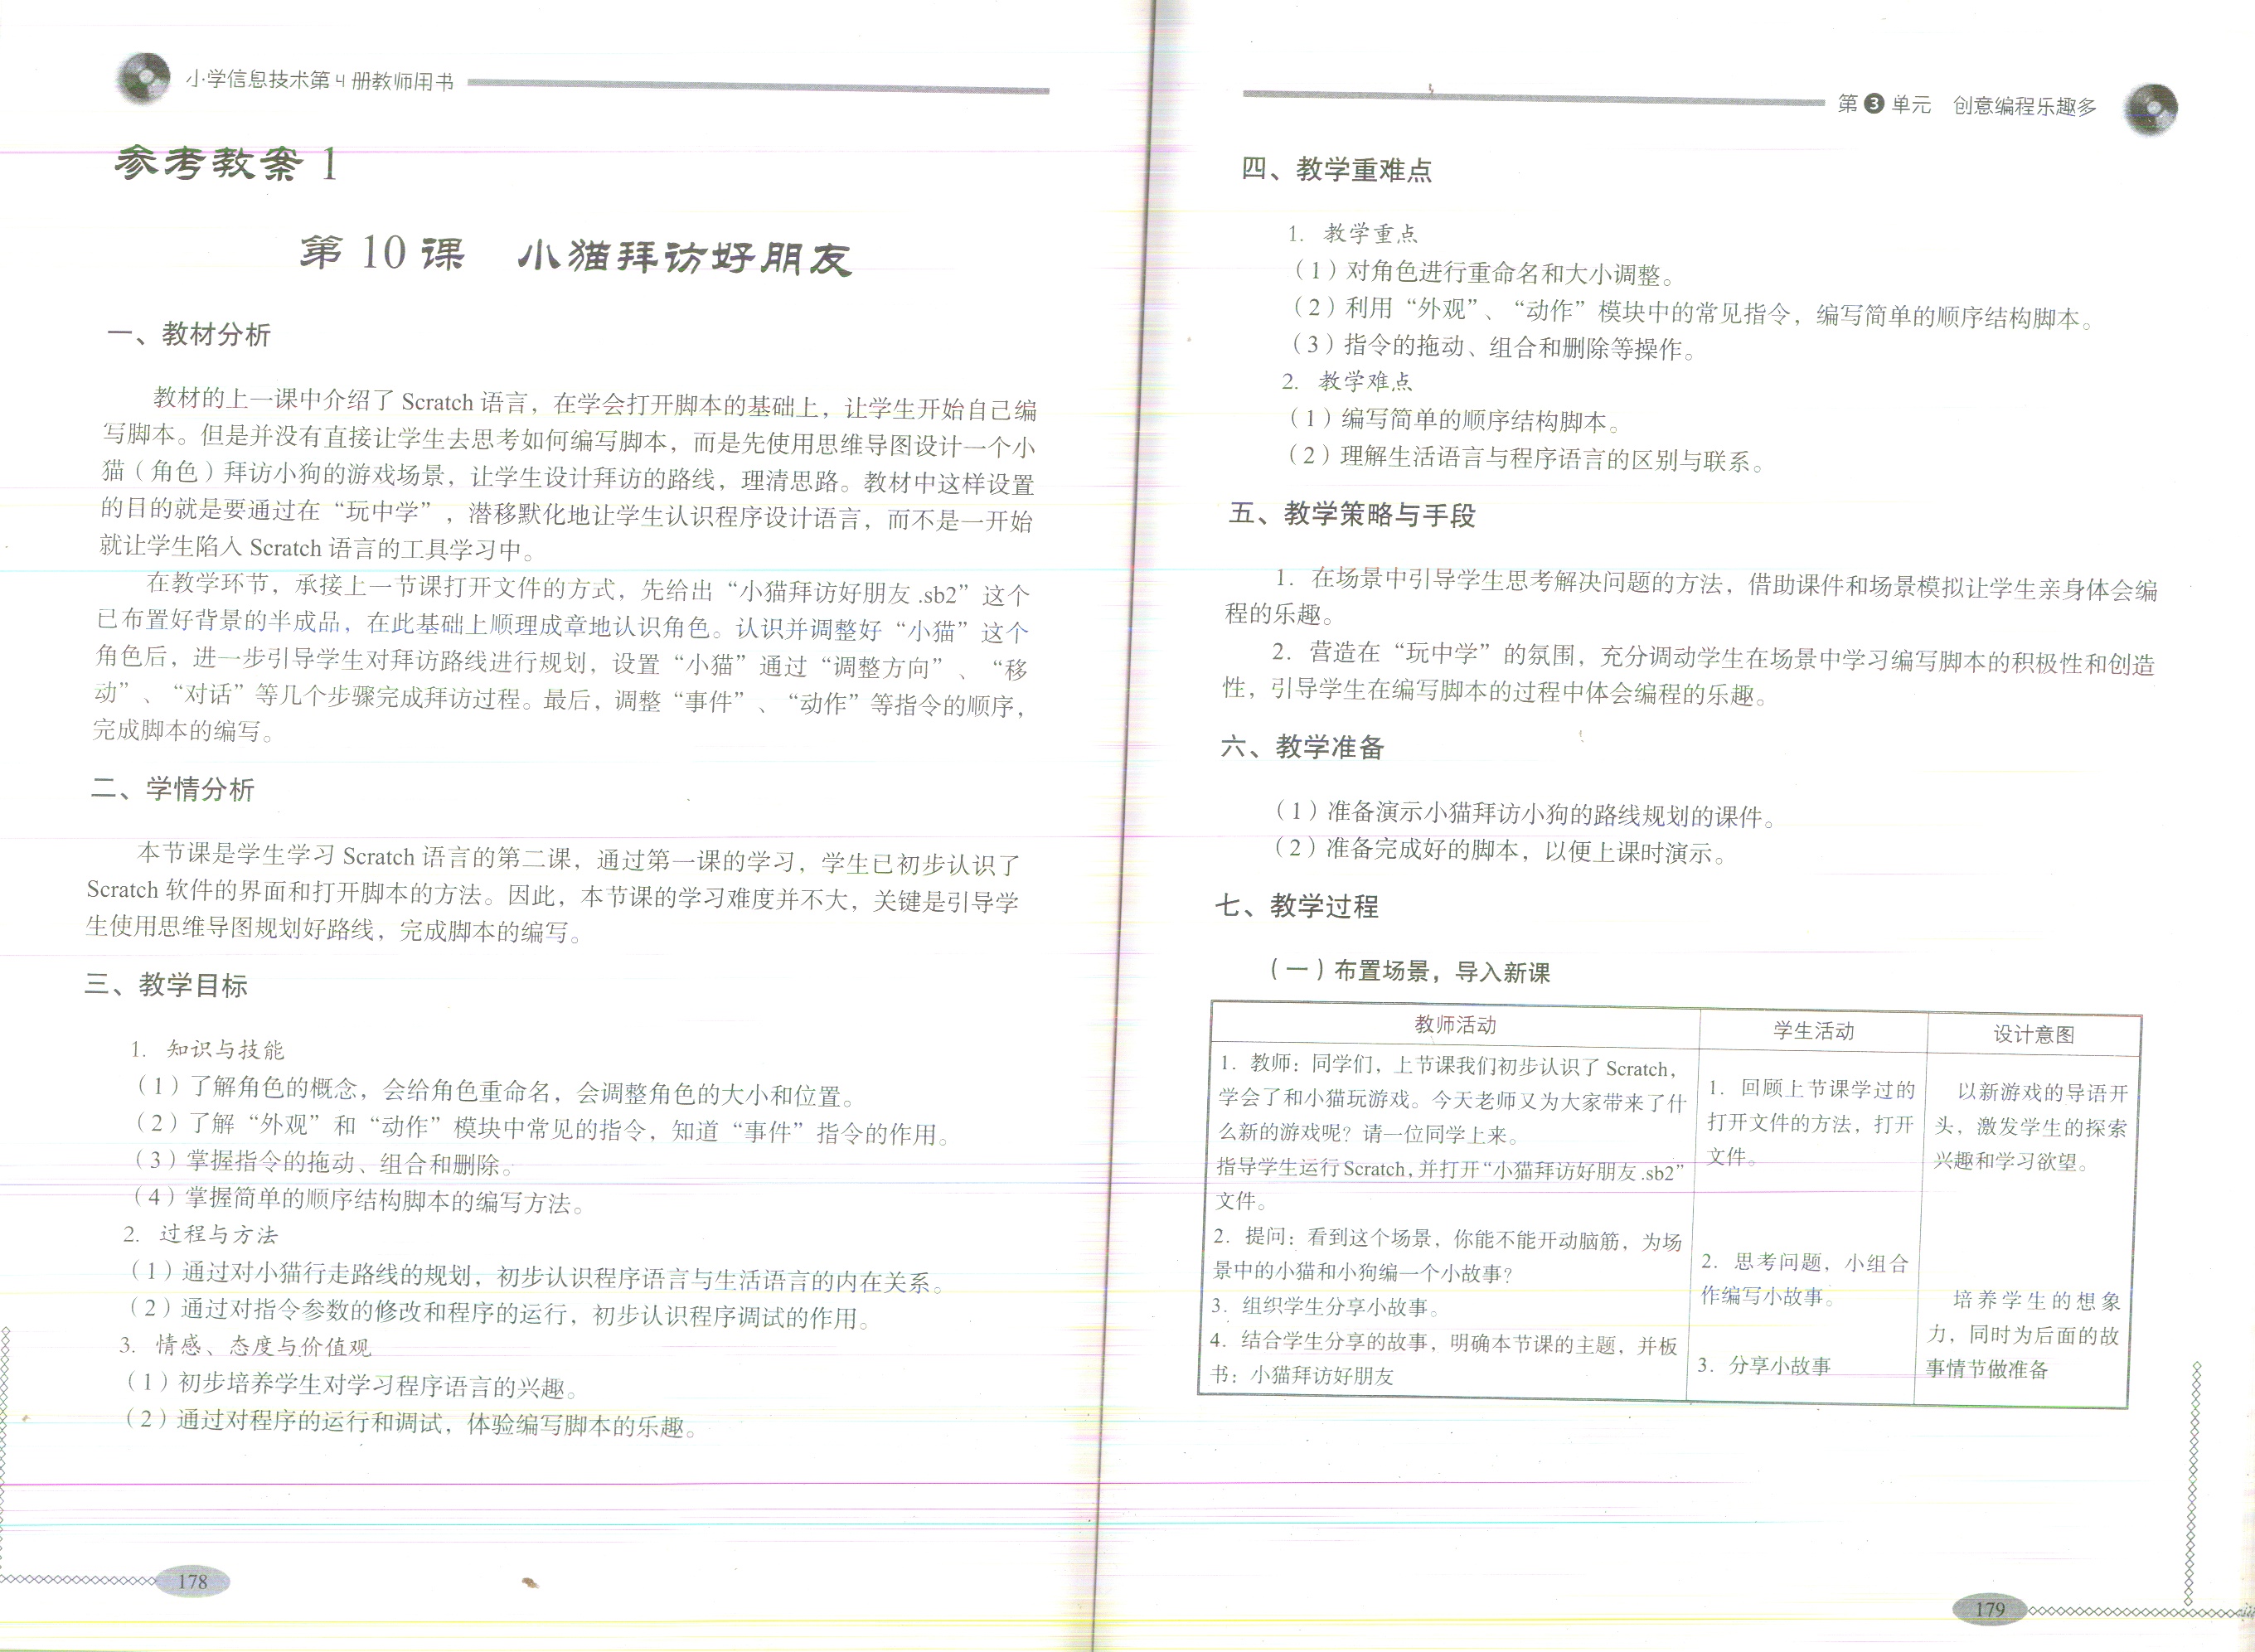 小学信息技术第4册教师用书
参考教案 1
第 10 课　小猫拜访好朋友
一、教材分析
教材的上一课中介绍了 Scratch 语言，在学会打开脚本的基础上，让学生开始自己编
写脚本。但是并没有直接让学生去思考如何编写脚本，而是先使用思维导图设计一个小
猫（角色）拜访小狗的游戏场景，让学生设计拜访的路线，理清思路。教材中这样设置
的目的就是要通过在“玩中学”，潜移默化地让学生认识程序设计语言，而不是一开始
就让学生陷入 Scratch 语言的工具学习中。
在教学环节，承接上一节课打开文件的方式，先给出“小猫拜访好朋友 .sb2”这个
已布置好背景的半成品，在此基础上顺理成章地认识角色。认识并调整好“小猫”这个
角色后，进一步引导学生对拜访路线进行规划，设置“小猫”通过“调整方向”、“移
动”、“对话”等几个步骤完成拜访过程。最后，调整“事件”、“动作”等指令的顺序，
完成脚本的编写。
二、学情分析
本节课是学生学习 Scratch 语言的第二课，通过第一课的学习，学生已初步认识了
Scratch 软件的界面和打开脚本的方法。因此，本节课的学习难度并不大，关键是引导学
生使用思维导图规划好路线，完成脚本的编写。
三、教学目标
1. 知识与技能
（1）了解角色的概念，会给角色重命名，会调整角色的大小和位置。
（2）了解“外观”和“动作”模块中常见的指令，知道“事件”指令的作用。
（3）掌握指令的拖动、组合和删除。
（4）掌握简单的顺序结构脚本的编写方法。
2. 过程与方法
（1）通过对小猫行走路线的规划，初步认识程序语言与生活语言的内在关系。
（2）通过对指令参数的修改和程序的运行，初步认识程序调试的作用。
3. 情感、态度与价值观
（1）初步培养学生对学习程序语言的兴趣。
（2）通过对程序的运行和调试，体验编写脚本的乐趣。
178
第 3 单元　创意编程乐趣多
四、教学重难点
1. 教学重点
（1）对角色进行重命名和大小调整。
（2）利用“外观”、“动作”模块中的常见指令，编写简单的顺序结构脚本。
（3）指令的拖动、组合和删除等操作。
2. 教学难点
（1）编写简单的顺序结构脚本。
（2）理解生活语言与程序语言的区别与联系。
五、教学策略与手段
1. 在场景中引导学生思考解决问题的方法，借助课件和场景模拟让学生亲身体会编
程的乐趣。
2. 营造在“玩中学”的氛围，充分调动学生在场景中学习编写脚本的积极性和创造
性，引导学生在编写脚本的过程中体会编程的乐趣。
六、教学准备
（1）准备演示小猫拜访小狗的路线规划的课件。
（2）准备完成好的脚本，以便上课时演示。
七、教学过程
（一）布置场景，导入新课
教师活动
学生活动
设计意图
1. 教师：同学们，上节课我们初步认识了 Scratch，
学会了和小猫玩游戏。今天老师又为大家带来了什
么新的游戏呢？请一位同学上来。
指导学生运行 Scratch，并打开“小猫拜访好朋友 .sb2”
文件。
2. 提问：看到这个场景，你能不能开动脑筋，为场
景中的小猫和小狗编一个小故事？
3. 组织学生分享小故事。
4. 结合学生分享的故事，明确本节课的主题，并板
书：小猫拜访好朋友
1. 回顾上节课学过的
打开文件的方法，打开
文件。
2. 思考问题，小组合
作编写小故事。
3. 分享小故事
以新游戏的导语开
头，激发学生的探索
兴趣和学习欲望。
培养学生的想象
力，同时为后面的故
事情节做准备
179